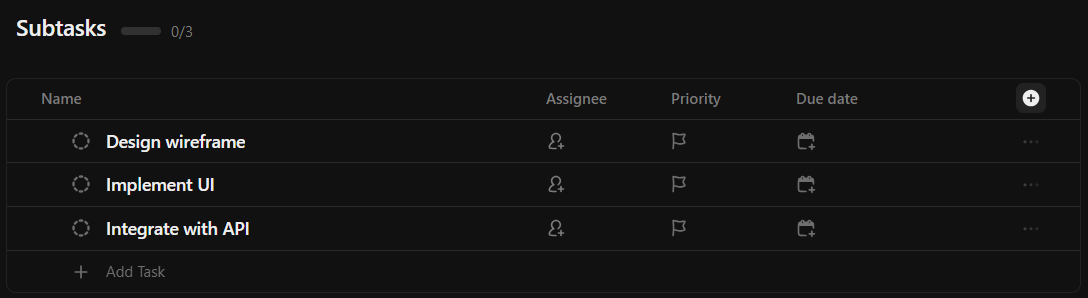 Subtasks 0/3
Name Assignee Priority Due date
Design wireframe
Implement UI
Integrate with API
Add Task